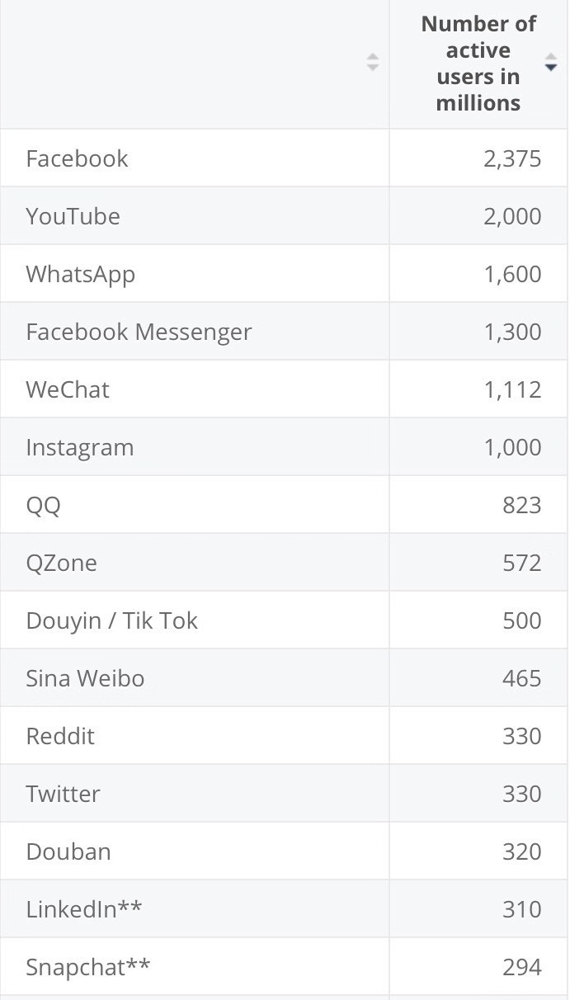 Number of
active
users in
millions
Facebook 2,375
YouTube 2,000
WhatsApp 1,600
Facebook Messenger 1,300
WeChat 1,112
Instagram 1,000
QQ 823
QZone 572
Douyin / Tik Tok 500
Sina Weibo 465
Reddit 330
Twitter 330
Douban 320
LinkedIn** 310
Snapchat** 294